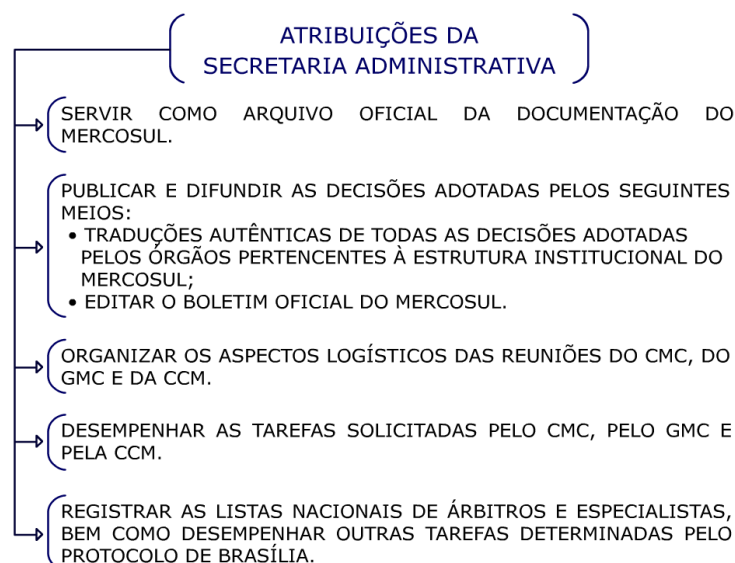 ATRIBUIÇÕES DA
SECRETARIA ADMINISTRATIVA
SERVIR COMO ARQUIVO OFICIAL DA DOCUMENTAÇÃO DO
MERCOSUL.
PUBLICAR E DIFUNDIR AS DECISÕES ADOTADAS PELOS SEGUINTES
MEIOS:
• TRADUÇÕES AUTÊNTICAS DE TODAS AS DECISÕES ADOTADAS
PELOS ÓRGÃOS PERTENCENTES À ESTRUTURA INSTITUCIONAL DO
MERCOSUL;
• EDITAR O BOLETIM OFICIAL DO MERCOSUL.
ORGANIZAR OS ASPECTOS LOGÍSTICOS DAS REUNIÕES DO CMC, DO
GMC E DA CCM.
DESEMPENHAR AS TAREFAS SOLICITADAS PELO CMC, PELO GMC E
PELA CCM.
REGISTRAR AS LISTAS NACIONAIS DE ÁRBITROS E ESPECIALISTAS,
BEM COMO DESEMPENHAR OUTRAS TAREFAS DETERMINADAS PELO
PROTOCOLO DE BRASÍLIA.